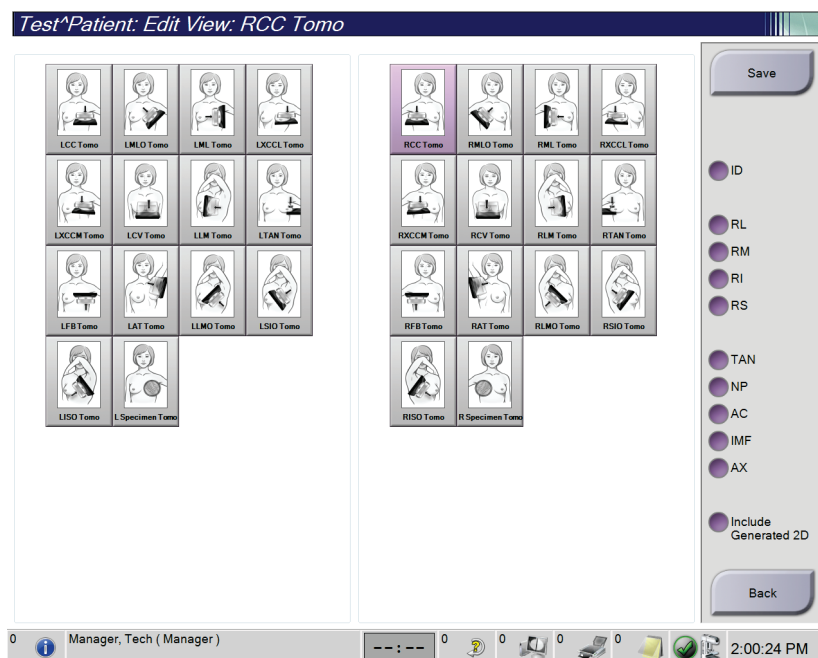 Test^Patient: Edit View: RCC Tomo
LCC Tomo LMLO Tomo LML Tomo LXCCL Tomo
LXCCM Tomo LCV Tomo LLM Tomo LTAN Tomo
LFB Tomo LAT Tomo LLMO Tomo LSIO Tomo
LISO Tomo L Specimen Tomo
RCC Tomo RMLO Tomo RML Tomo RXCCL Tomo
RXCCM Tomo RCV Tomo RLM Tomo RTAN Tomo
RFB Tomo RAT Tomo RLMO Tomo RSIO Tomo
RISO Tomo R Specimen Tomo
Save
ID
RL
RM
RI
RS
TAN
NP
AC
IMF
AX
Include
Generated 2D
Back
0 Manager, Tech ( Manager ) --:-- 0 0 0 0 2:00:24 PM